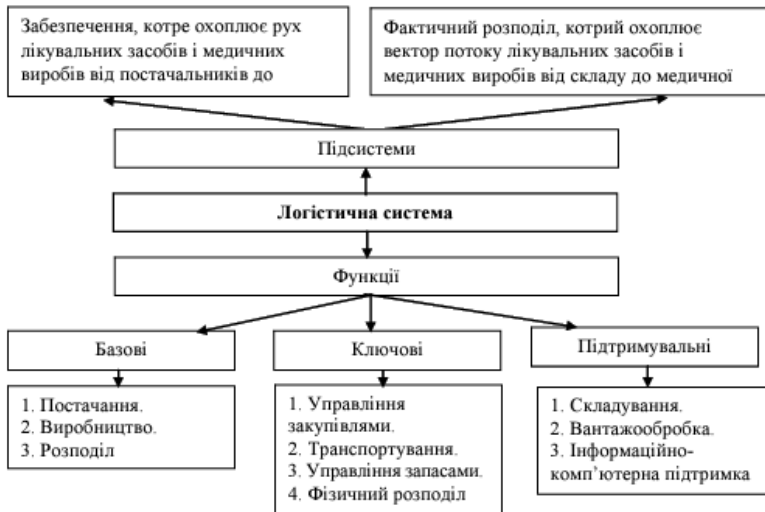 Забезпечення, котре охоплює рух
лікувальних засобів і медичних
виробів від постачальників до
Фактичний розподіл, котрий охоплює
вектор потоку лікувальних засобів і
медичних виробів від складу до медичної
Підсистеми
Логістична система
Функції
Базові
Ключові
Підтримувальні
1. Постачання.
2. Виробництво.
3. Розподіл
1. Управління
закупівлями.
2. Транспортування.
3. Управління запасами.
4. Фізичний розподіл
1. Складування.
2. Вантажообробка.
3. Інформаційно-
комп’ютерна підтримка